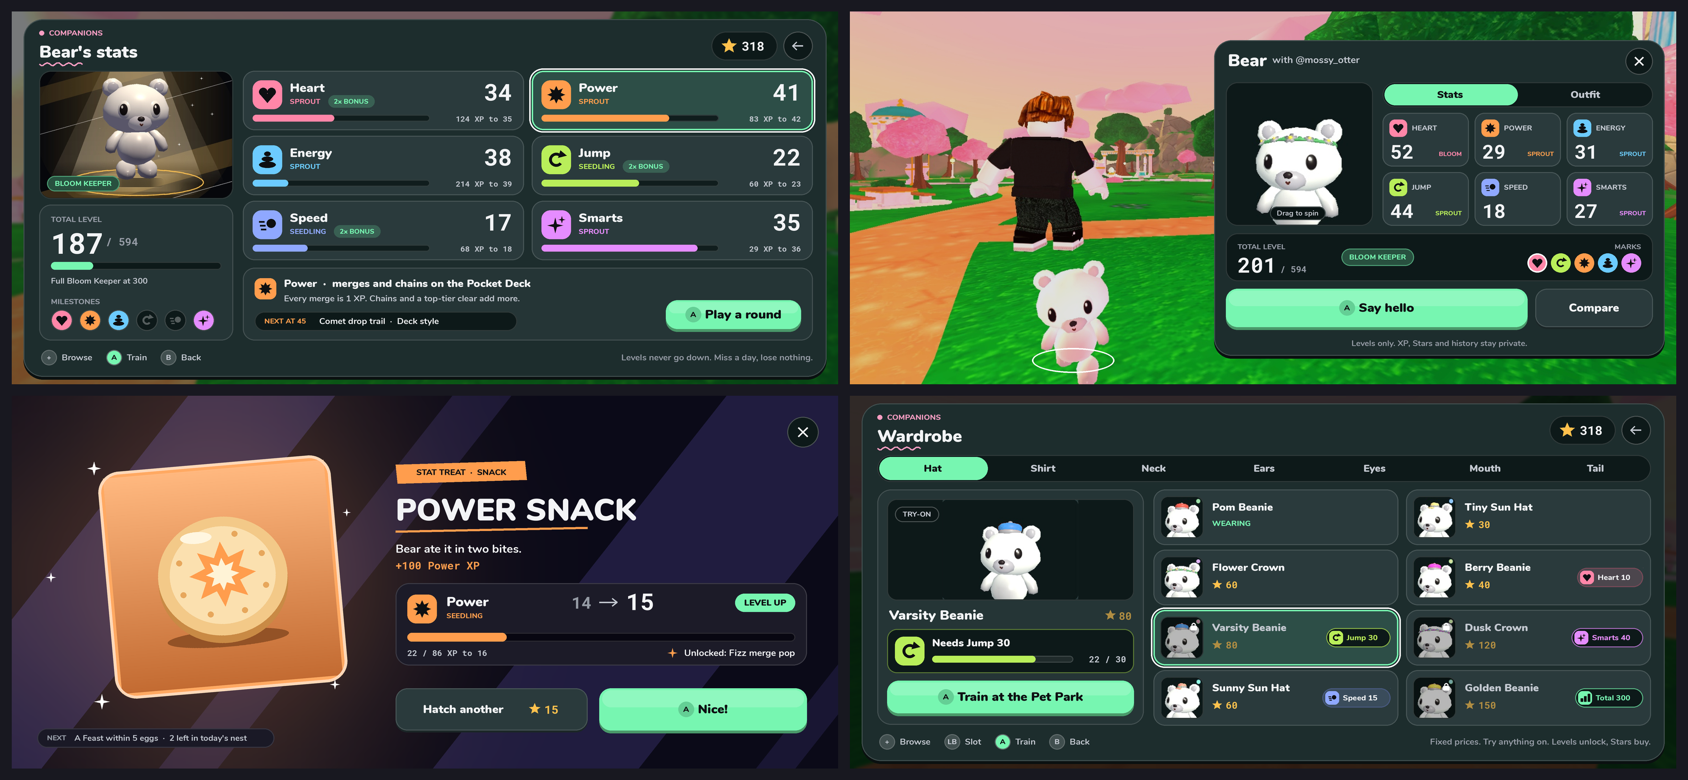 COMPANIONS
Bear's stats
318
BLOOM KEEPER
TOTAL LEVEL
187 / 594
Full Bloom Keeper at 300
MILESTONES
Heart
SPROUT 2x BONUS
34
124 XP to 35
Power
SPROUT
41
83 XP to 42
Energy
SPROUT
38
214 XP to 39
Jump
SEEDLING 2x BONUS
22
60 XP to 23
Speed
SEEDLING 2x BONUS
17
68 XP to 18
Smarts
SPROUT
35
29 XP to 36
Power · merges and chains on the Pocket Deck
Every merge is 1 XP. Chains and a top-tier clear add more.
NEXT AT 45 Comet drop trail · Deck style
A Play a round
+ Browse A Train B Back
Levels never go down. Miss a day, lose nothing.
Bear with @mossy_otter
Drag to spin
Stats Outfit
HEART
52 BLOOM
POWER
29 SPROUT
ENERGY
31 SPROUT
JUMP
44 SPROUT
SPEED
18
SMARTS
27 SPROUT
TOTAL LEVEL
201 / 594
BLOOM KEEPER
MARKS
A Say hello
Compare
Levels only. XP, Stars and history stay private.
STAT TREAT · SNACK
POWER SNACK
Bear ate it in two bites.
+100 Power XP
Power
SEEDLING
14 → 15
LEVEL UP
22 / 86 XP to 16
Unlocked: Fizz merge pop
Hatch another 15
A Nice!
NEXT A Feast within 5 eggs · 2 left in today's nest
COMPANIONS
Wardrobe
318
Hat Shirt Neck Ears Eyes Mouth Tail
TRY-ON
Varsity Beanie 80
Needs Jump 30
22 / 30
A Train at the Pet Park
Pom Beanie
WEARING
Tiny Sun Hat
30
Flower Crown
60
Berry Beanie
40
Heart 10
Varsity Beanie
80
Jump 30
Dusk Crown
120
Smarts 40
Sunny Sun Hat
60
Speed 15
Golden Beanie
150
Total 300
+ Browse LB Slot A Train B Back
Fixed prices. Try anything on. Levels unlock, Stars buy.